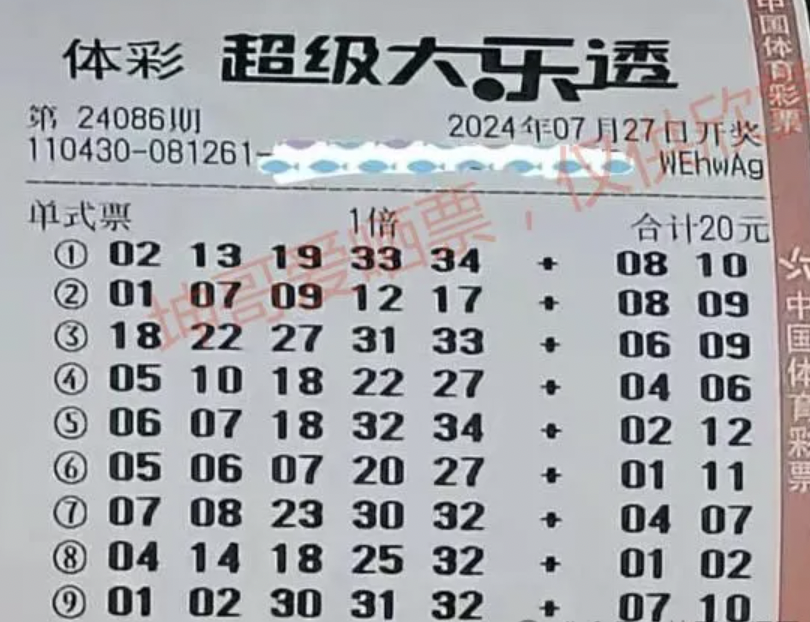 体彩 超级大乐透
第 24086期
2024年07月27日开奖
110430-081261- WEhwAg
单式票 1倍 合计20元
① 02 13 19 33 34 + 08 10
② 01 07 09 12 17 + 08 09
③ 18 22 27 31 33 + 06 09
④ 05 10 18 22 27 + 04 06
⑤ 06 07 18 32 34 + 02 12
⑥ 05 06 07 20 27 + 01 11
⑦ 07 08 23 30 32 + 04 07
⑧ 04 14 18 25 32 + 01 02
⑨ 01 02 30 31 32 + 07 10
坤哥爱晒票，仅供欣
中国体育彩票
中国体育彩票